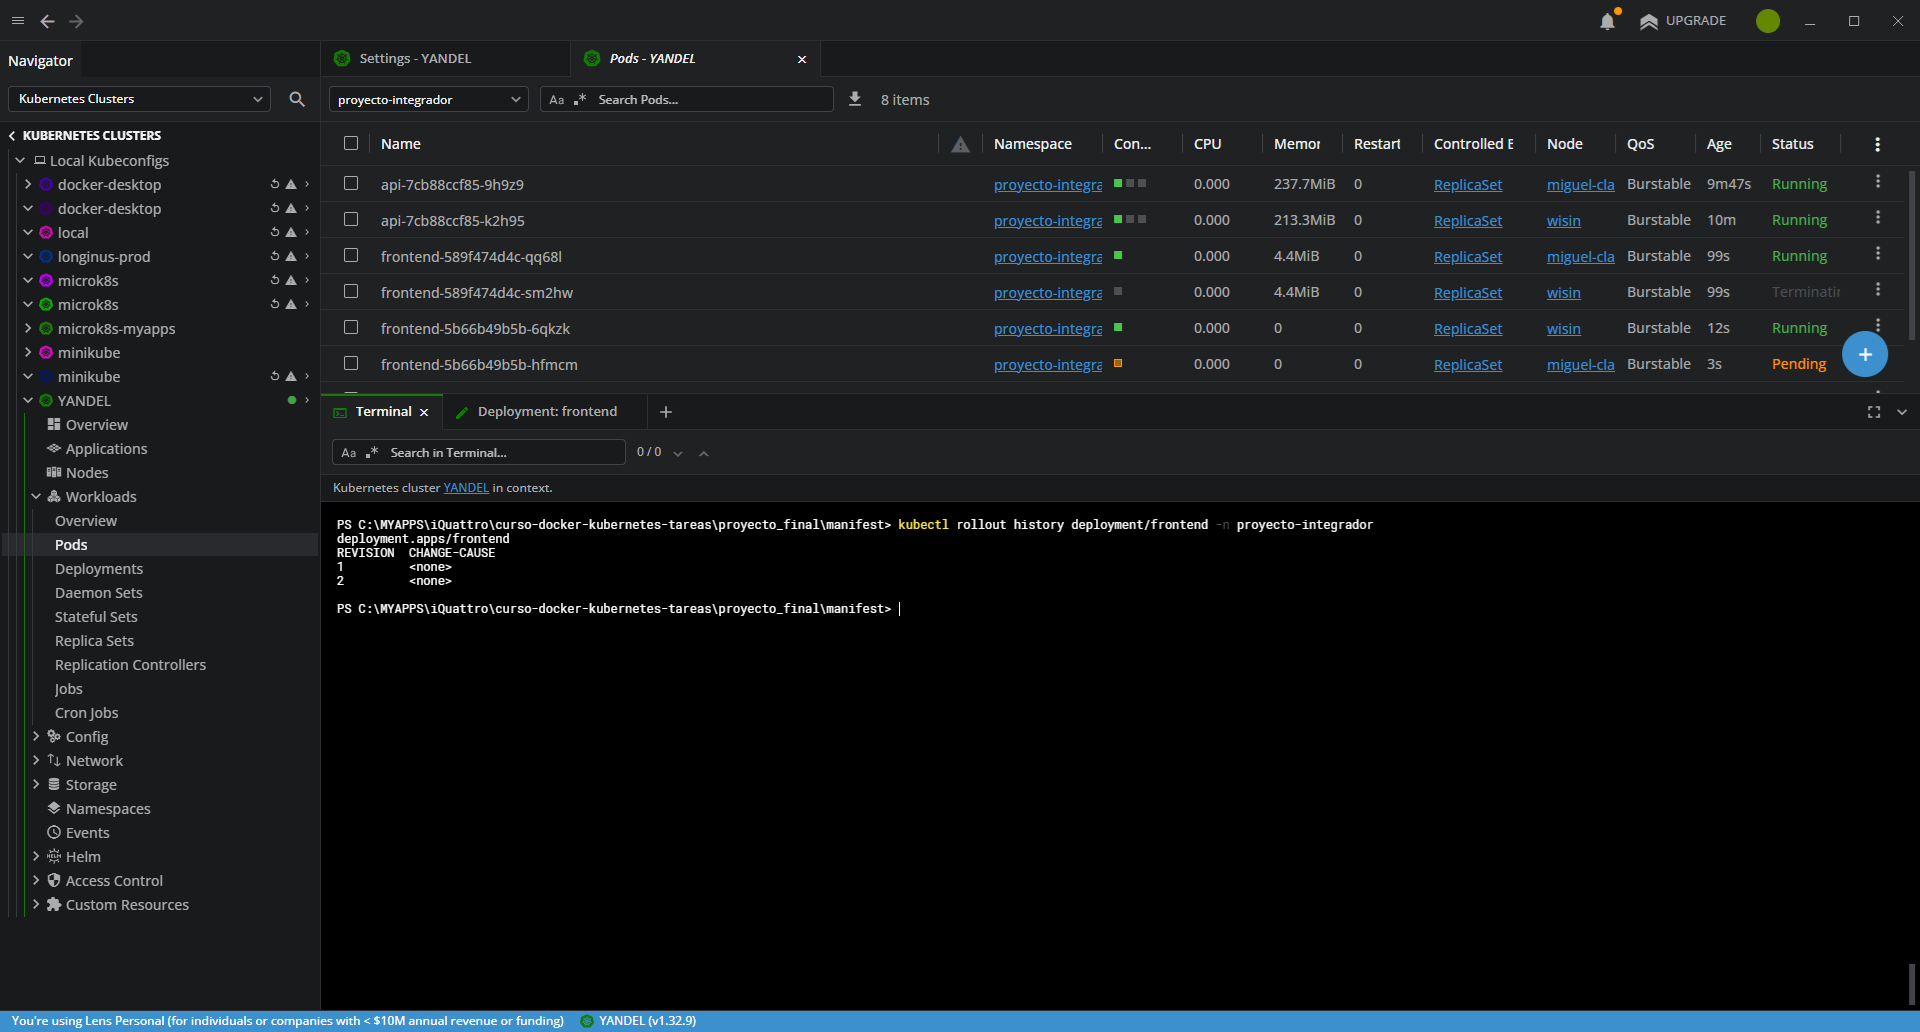 UPGRADE
Navigator
Settings - YANDEL
Pods - YANDEL
Kubernetes Clusters
proyecto-integrador
Aa .* Search Pods...
8 items
KUBERNETES CLUSTERS
Local Kubeconfigs
docker-desktop
docker-desktop
local
longinus-prod
microk8s
microk8s
microk8s-myapps
minikube
minikube
YANDEL
Overview
Applications
Nodes
Workloads
Overview
Pods
Deployments
Daemon Sets
Stateful Sets
Replica Sets
Replication Controllers
Jobs
Cron Jobs
Config
Network
Storage
Namespaces
Events
Helm
Access Control
Custom Resources
Name Namespace Con... CPU Memor Restart Controlled B Node QoS Age Status
api-7cb88ccf85-9h9z9 proyecto-integra 0.000 237.7MiB 0 ReplicaSet miguel-cla Burstable 9m47s Running
api-7cb88ccf85-k2h95 proyecto-integra 0.000 213.3MiB 0 ReplicaSet wisin Burstable 10m Running
frontend-589f474d4c-qq68l proyecto-integra 0.000 4.4MiB 0 ReplicaSet miguel-cla Burstable 99s Running
frontend-589f474d4c-sm2hw proyecto-integra 0.000 4.4MiB 0 ReplicaSet wisin Burstable 99s Terminatin
frontend-5b66b49b5b-6qkzk proyecto-integra 0.000 0 0 ReplicaSet wisin Burstable 12s Running
frontend-5b66b49b5b-hfmcm proyecto-integra 0.000 0 0 ReplicaSet miguel-cla Burstable 3s Pending
Terminal
Deployment: frontend
Aa .* Search in Terminal...
0 / 0
Kubernetes cluster YANDEL in context.
PS C:\MYAPPS\iQuattro\curso-docker-kubernetes-tareas\proyecto_final\manifest> kubectl rollout history deployment/frontend -n proyecto-integrador
deployment.apps/frontend
REVISION CHANGE-CAUSE
1 <none>
2 <none>
PS C:\MYAPPS\iQuattro\curso-docker-kubernetes-tareas\proyecto_final\manifest>
You're using Lens Personal (for individuals or companies with < $10M annual revenue or funding)
YANDEL (v1.32.9)